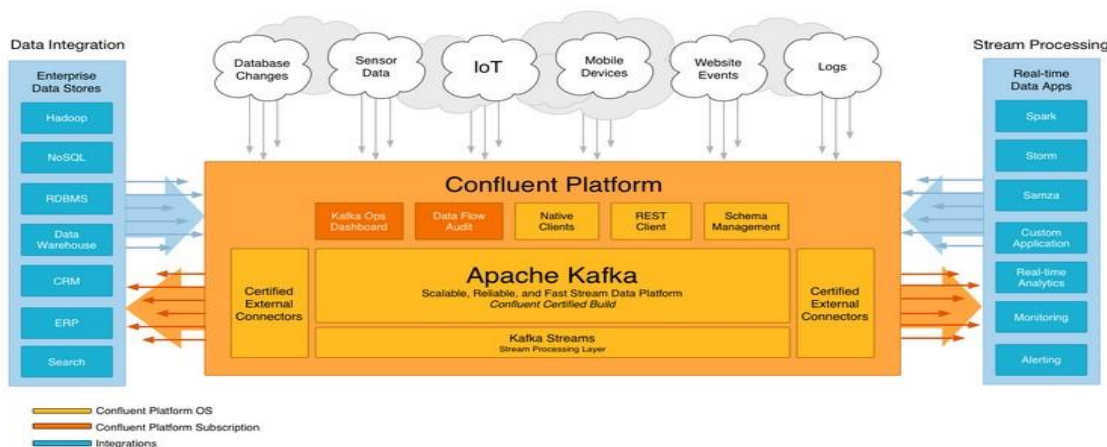 Data Integration
Enterprise
Data Stores
Hadoop
NoSQL
RDBMS
Data
Warehouse
CRM
ERP
Search
Database
Changes
Sensor
Data
IoT
Mobile
Devices
Website
Events
Logs
Stream Processing
Real-time
Data Apps
Spark
Storm
Samza
Custom
Application
Real-time
Analytics
Monitoring
Alerting
Confluent Platform
Kafka Ops
Dashboard
Data Flow
Audit
Native
Clients
REST
Client
Schema
Management
Certified
External
Connectors
Apache Kafka
Scalable, Reliable, and Fast Stream Data Platform
Confluent Certified Build
Kafka Streams
Stream Processing Layer
Certified
External
Connectors
Confluent Platform OS
Confluent Platform Subscription
Integrations